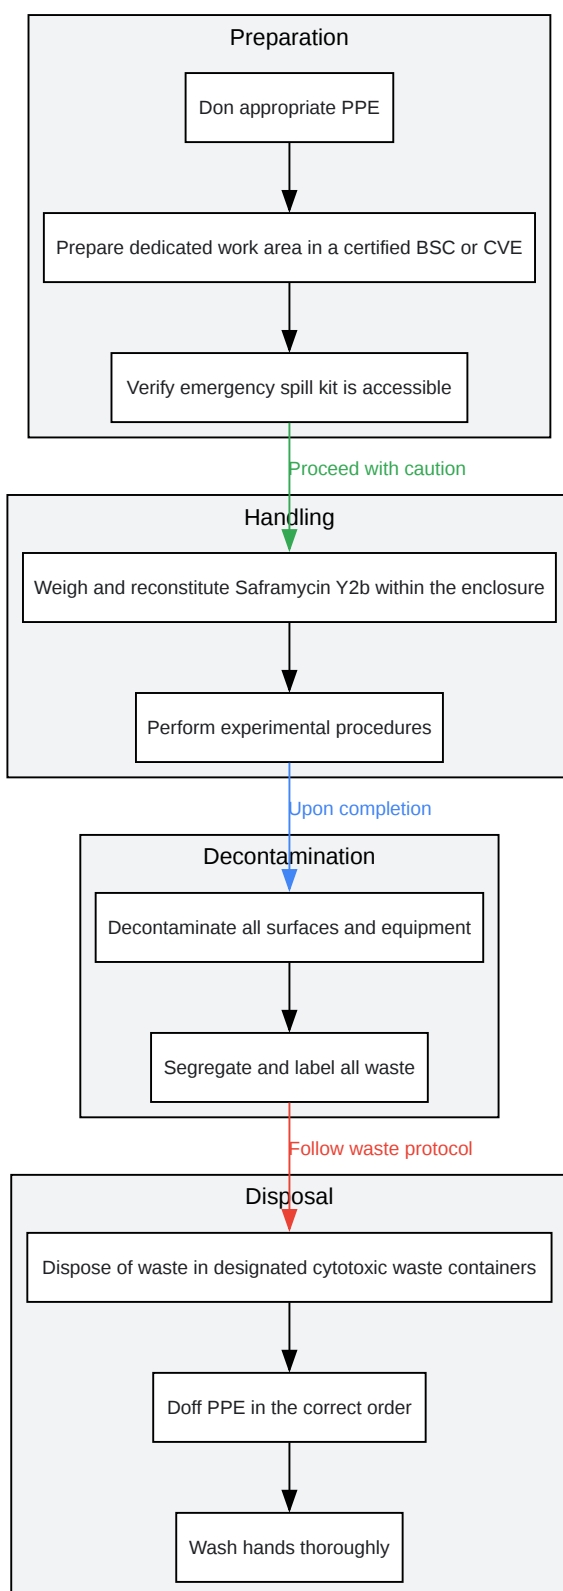 Preparation
Don appropriate PPE
Prepare dedicated work area in a certified BSC or CVE
Verify emergency spill kit is accessible
Proceed with caution
Handling
Weigh and reconstitute Saframycin Y2b within the enclosure
Perform experimental procedures
Upon completion
Decontamination
Decontaminate all surfaces and equipment
Segregate and label all waste
Follow waste protocol
Disposal
Dispose of waste in designated cytotoxic waste containers
Doff PPE in the correct order
Wash hands thoroughly